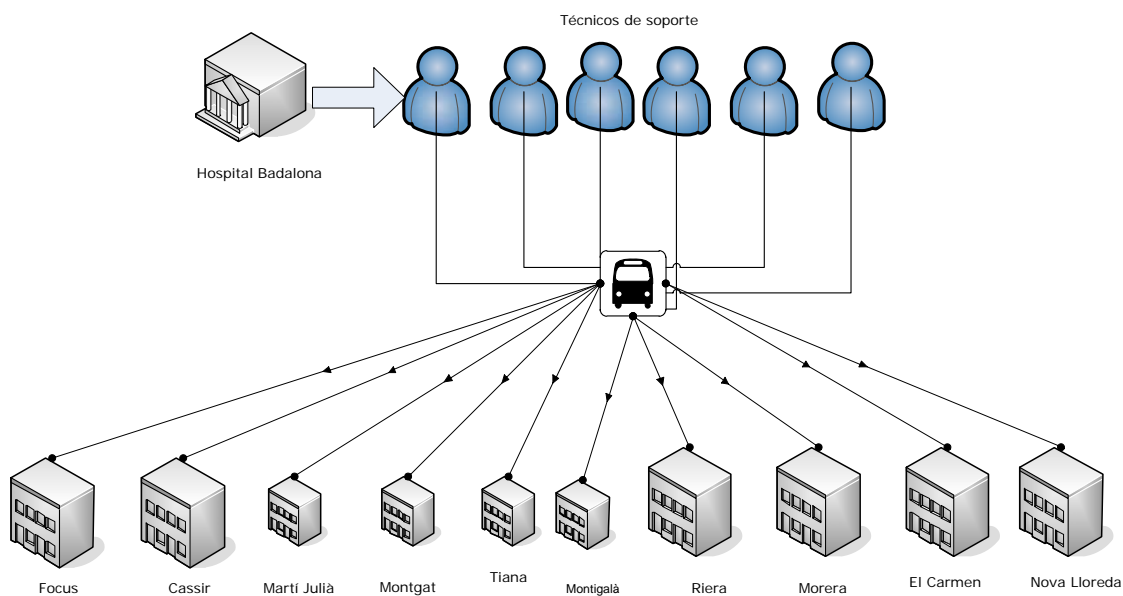 Técnicos de soporte
Hospital Badalona
Focus
Cassir
Martí Julià
Montgat
Tiana
Montigalà
Riera
Morera
El Carmen
Nova Lloreda